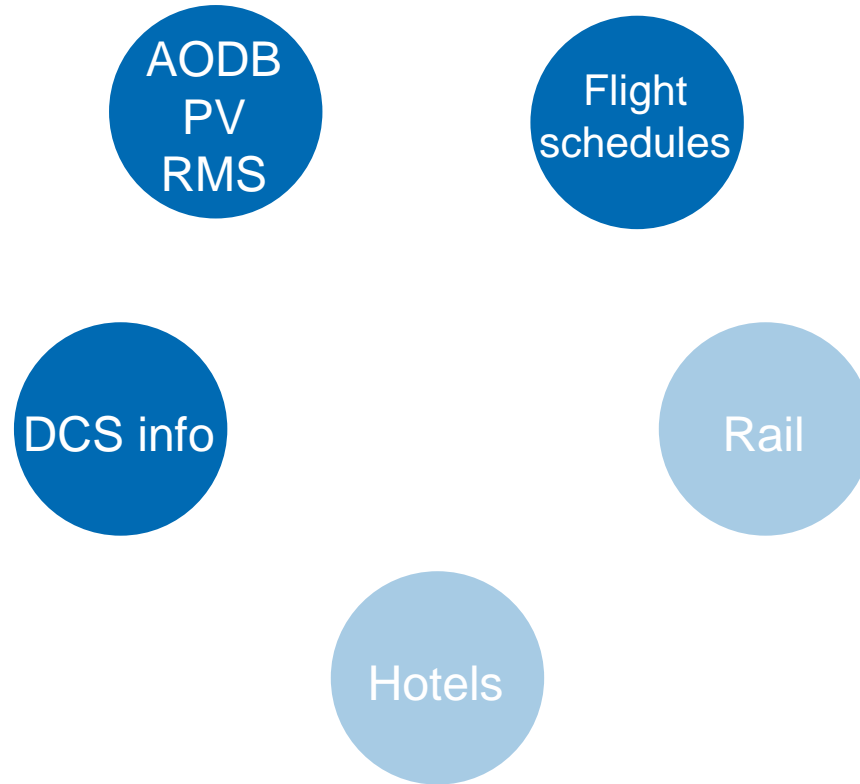 AODB
PV
RMS
Flight
schedules
DCS info
Rail
Hotels